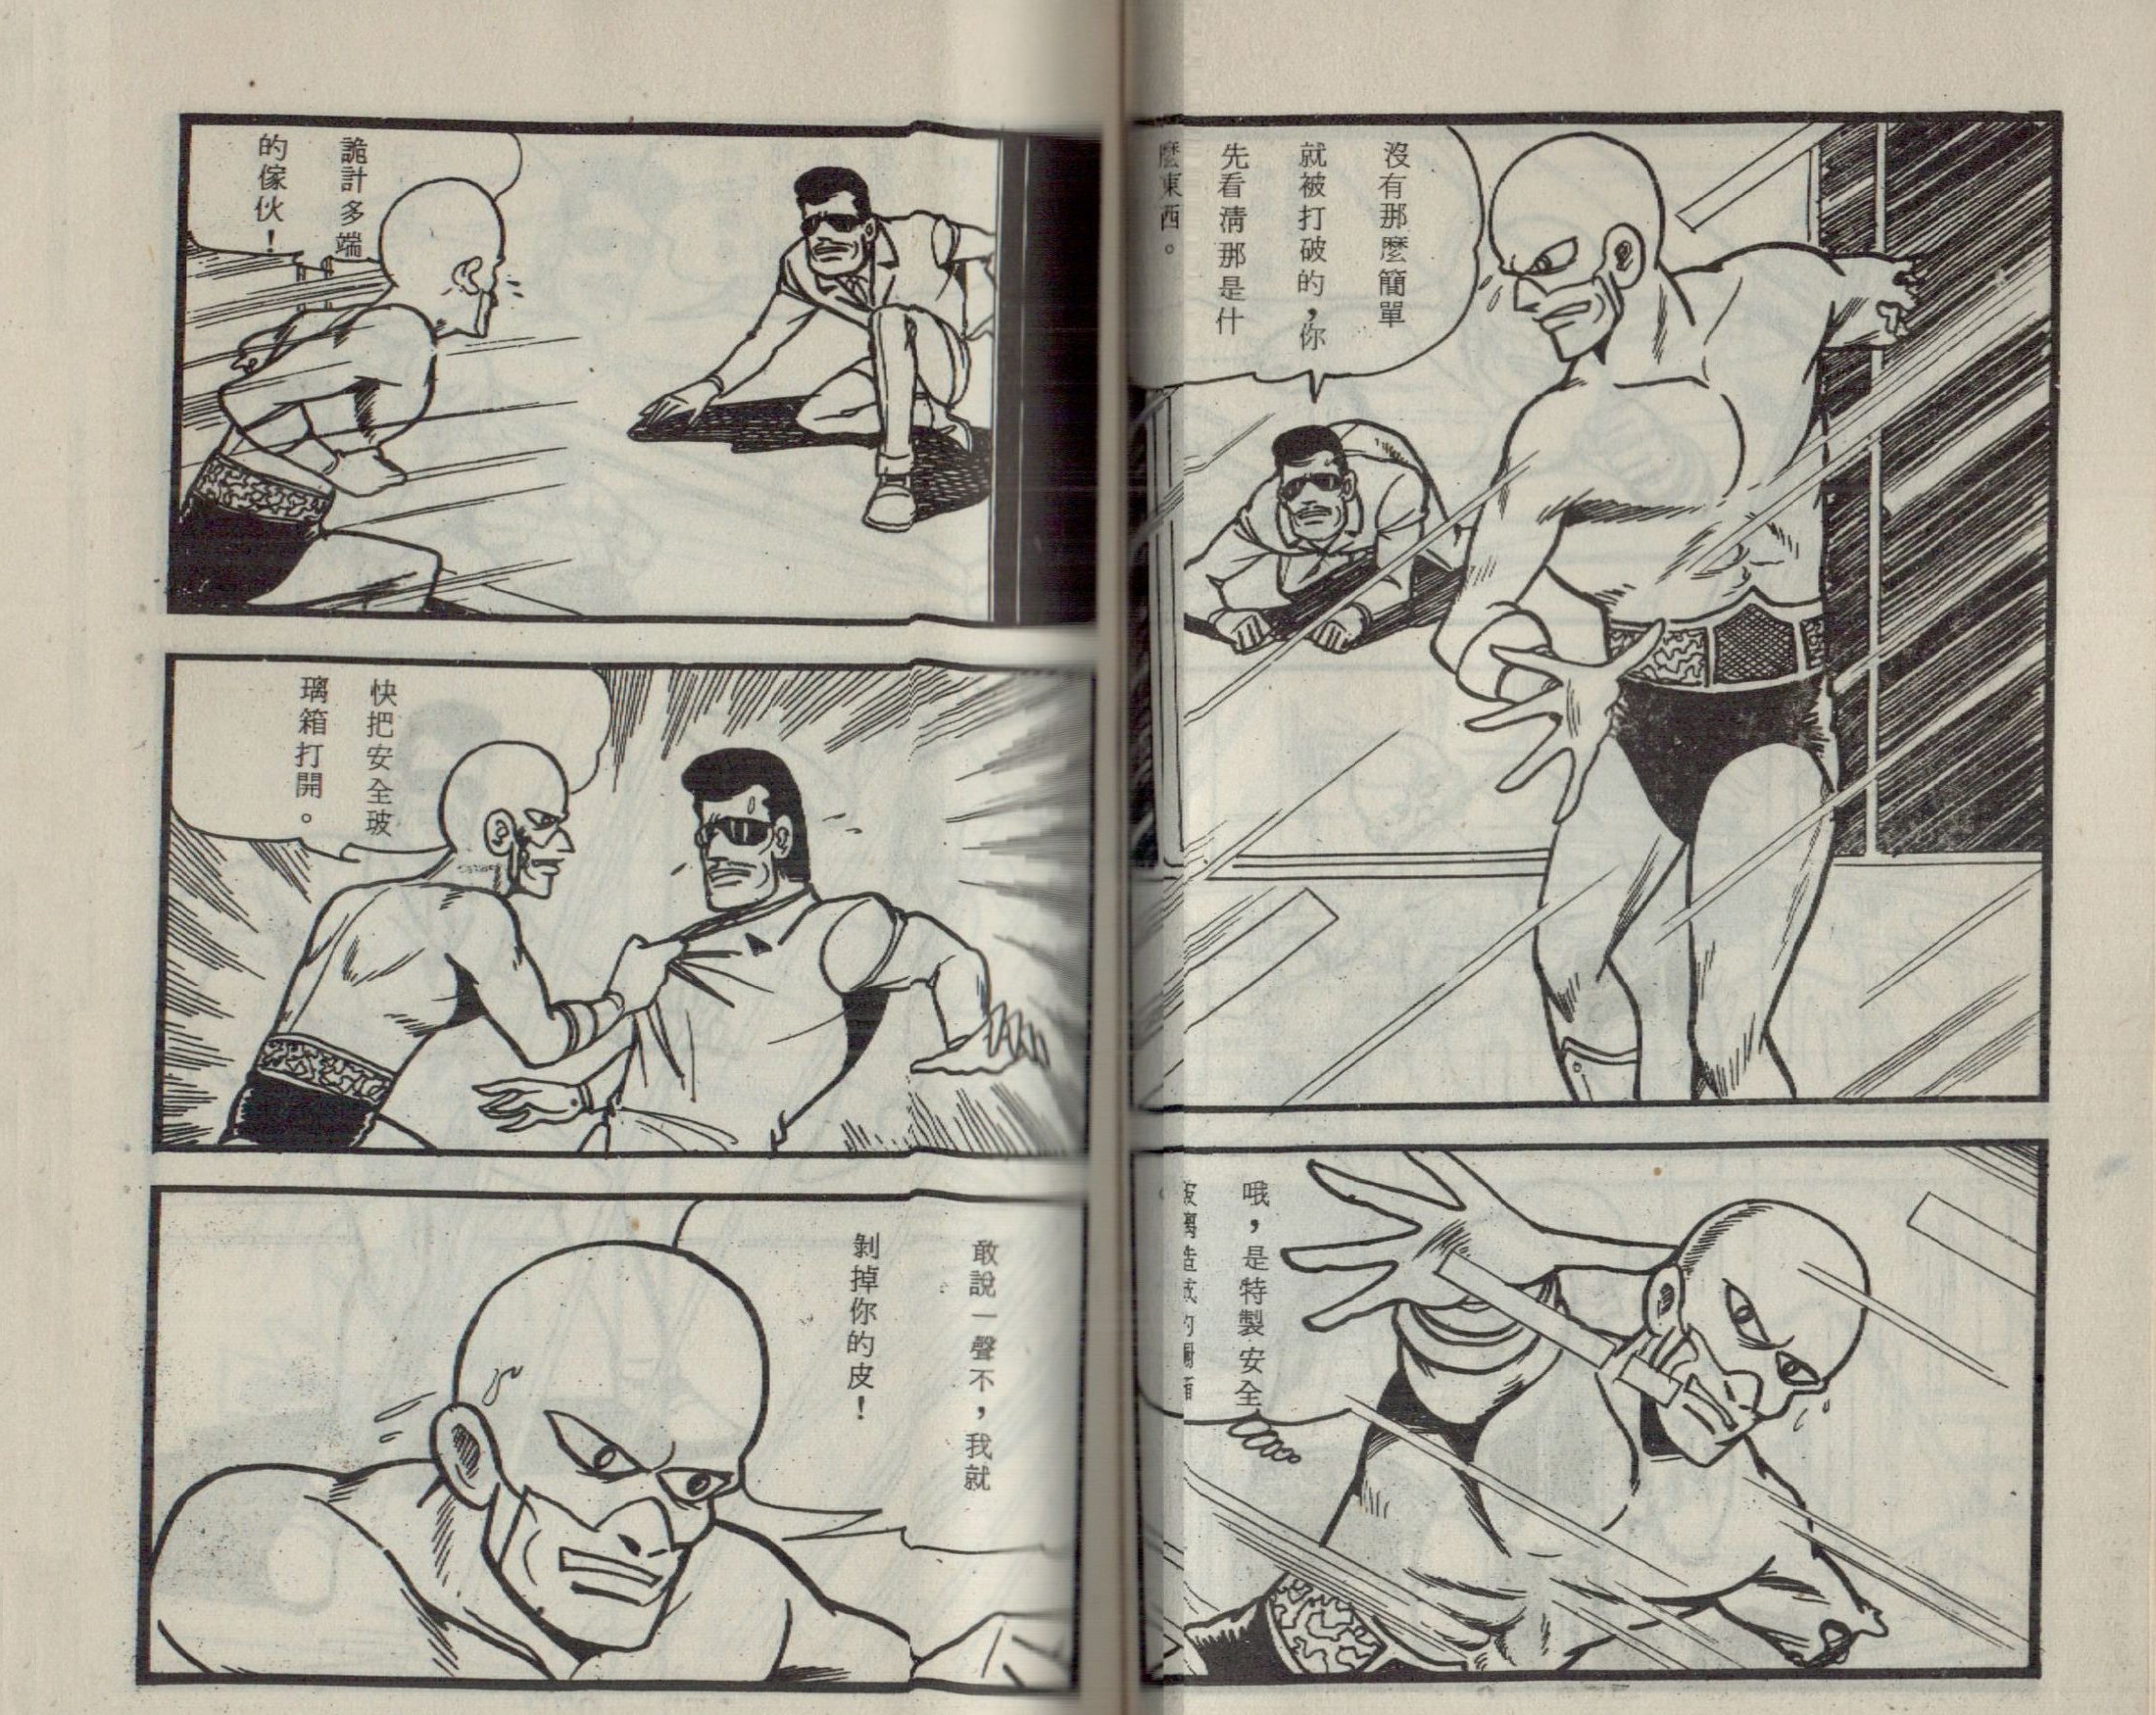 沒有那麼簡單
就被打破的，你
先看清那是什
麼東西。
哦，是特製安全
詭計多端
的傢伙！
快把安全玻
璃箱打開。
敢說一聲不，我就
剝掉你的皮！